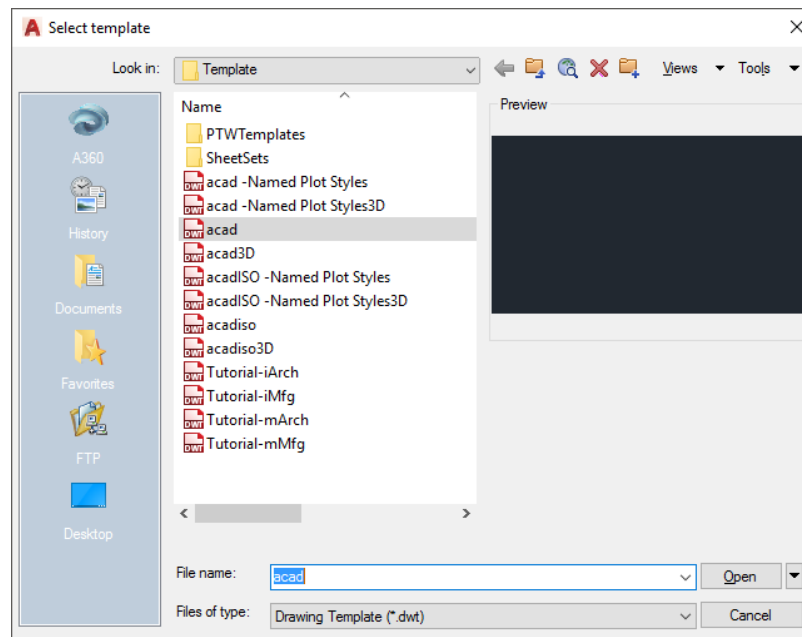 Select template
Look in:
Template
Views
Tools
A360
History
Documents
Favorites
FTP
Desktop
Name
PTWTemplates
SheetSets
acad -Named Plot Styles
acad -Named Plot Styles3D
acad
acad3D
acadISO -Named Plot Styles
acadISO -Named Plot Styles3D
acadiso
acadiso3D
Tutorial-iArch
Tutorial-iMfg
Tutorial-mArch
Tutorial-mMfg
Preview
File name:
acad
Open
Files of type:
Drawing Template (*.dwt)
Cancel